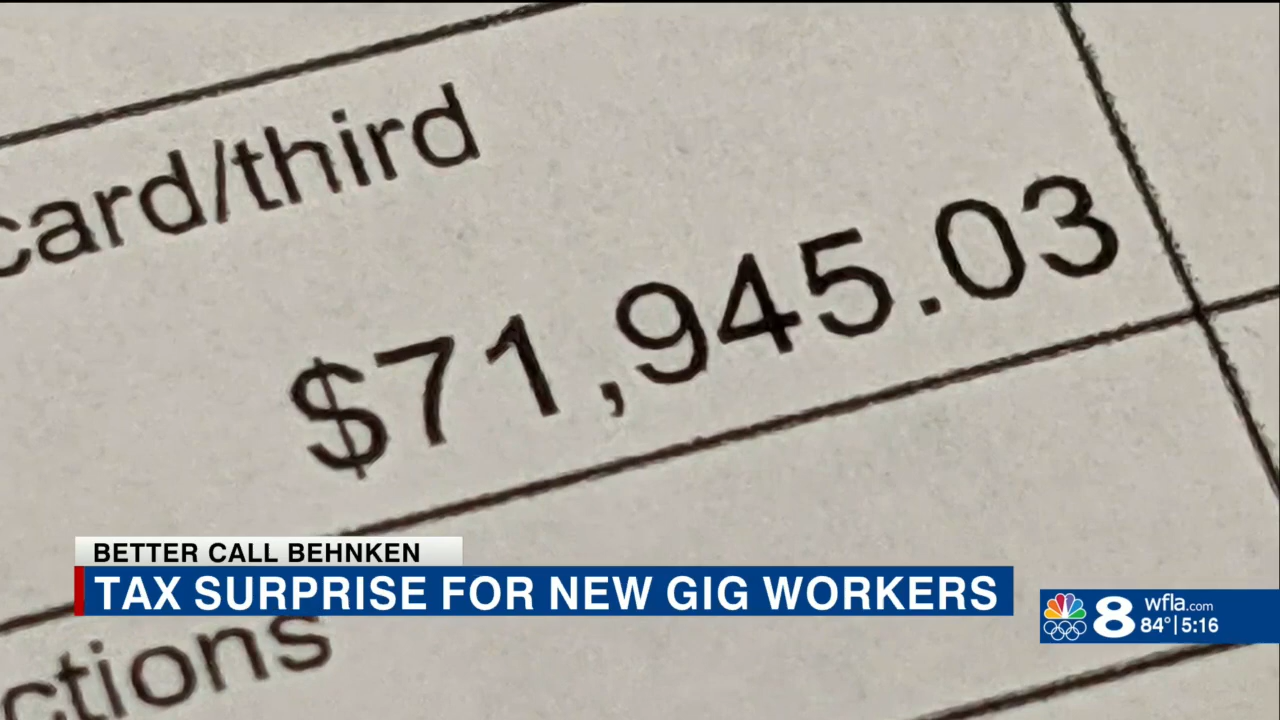 card/third
$71,945.03
ctions
BETTER CALL BEHNKEN
TAX SURPRISE FOR NEW GIG WORKERS
8
wfla.com
84° | 5:16